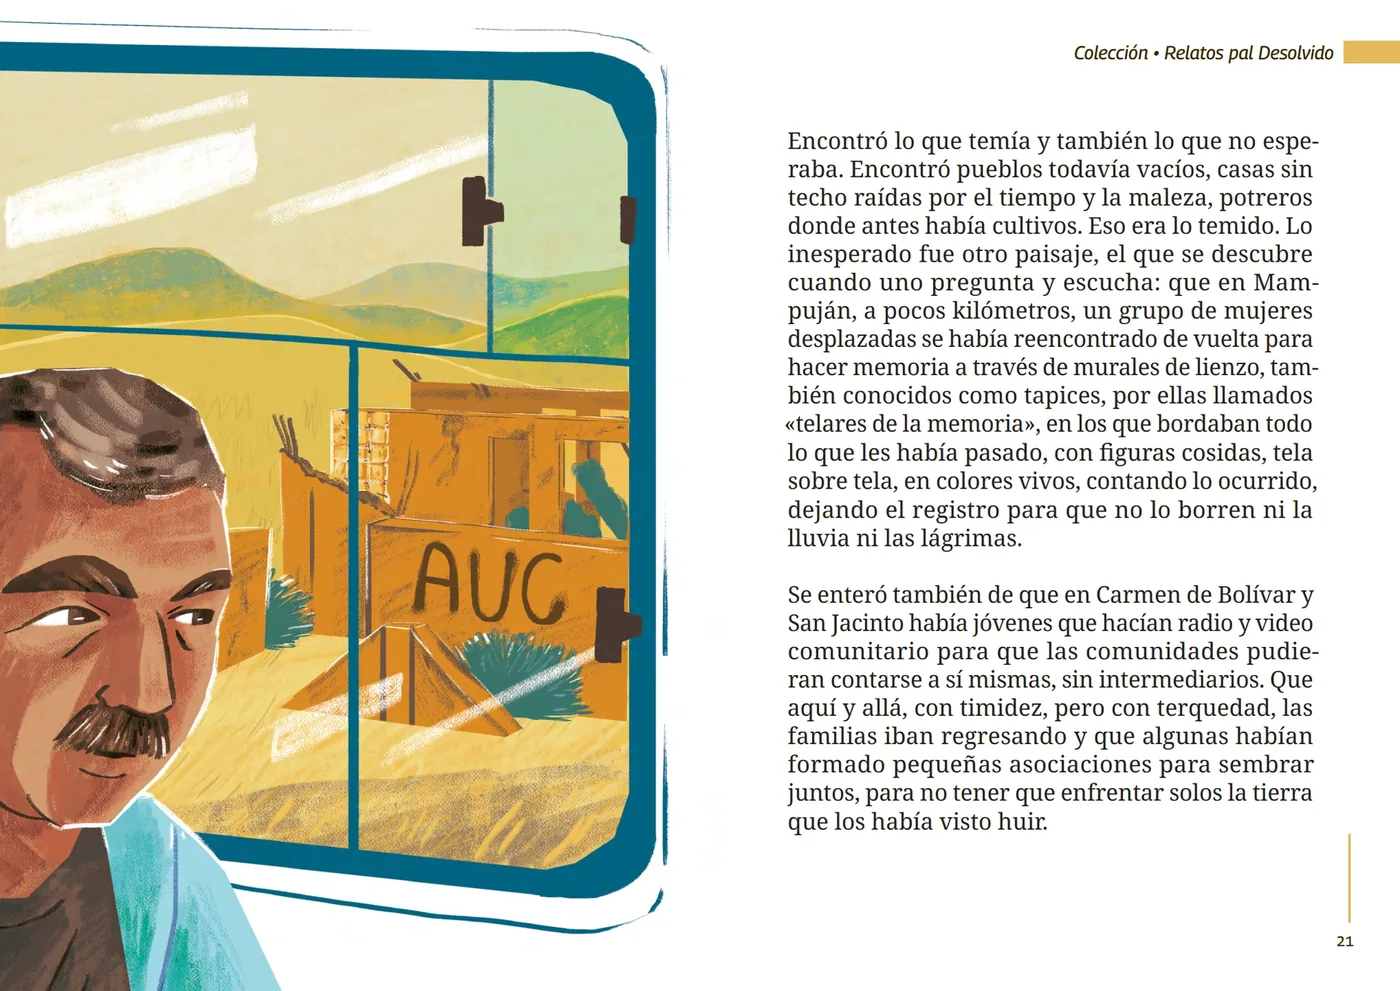 Colección • Relatos pal Desolvido
Encontró lo que temía y también lo que no espe-
raba. Encontró pueblos todavía vacíos, casas sin
techo raídas por el tiempo y la maleza, potreros
donde antes había cultivos. Eso era lo temido. Lo
inesperado fue otro paisaje, el que se descubre
cuando uno pregunta y escucha: que en Mam-
puján, a pocos kilómetros, un grupo de mujeres
desplazadas se había reencontrado de vuelta para
hacer memoria a través de murales de lienzo, tam-
bién conocidos como tapices, por ellas llamados
«telares de la memoria», en los que bordaban todo
lo que les había pasado, con figuras cosidas, tela
sobre tela, en colores vivos, contando lo ocurrido,
dejando el registro para que no lo borren ni la
lluvia ni las lágrimas.
Se enteró también de que en Carmen de Bolívar y
San Jacinto había jóvenes que hacían radio y video
comunitario para que las comunidades pudie-
ran contarse a sí mismas, sin intermediarios. Que
aquí y allá, con timidez, pero con terquedad, las
familias iban regresando y que algunas habían
formado pequeñas asociaciones para sembrar
juntos, para no tener que enfrentar solos la tierra
que los había visto huir.
AUC
21